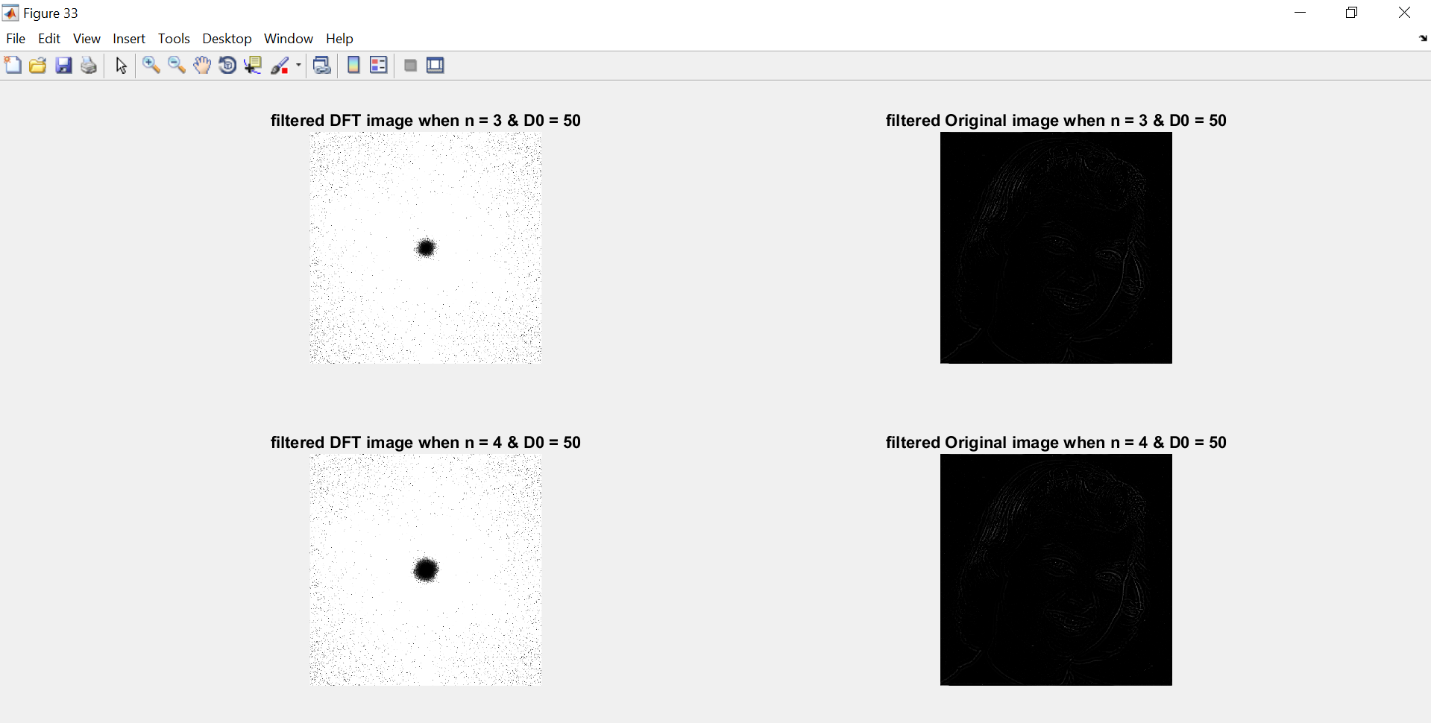 Figure 33
File Edit View Insert Tools Desktop Window Help
filtered DFT image when n = 3 & D0 = 50
filtered Original image when n = 3 & D0 = 50
filtered DFT image when n = 4 & D0 = 50
filtered Original image when n = 4 & D0 = 50